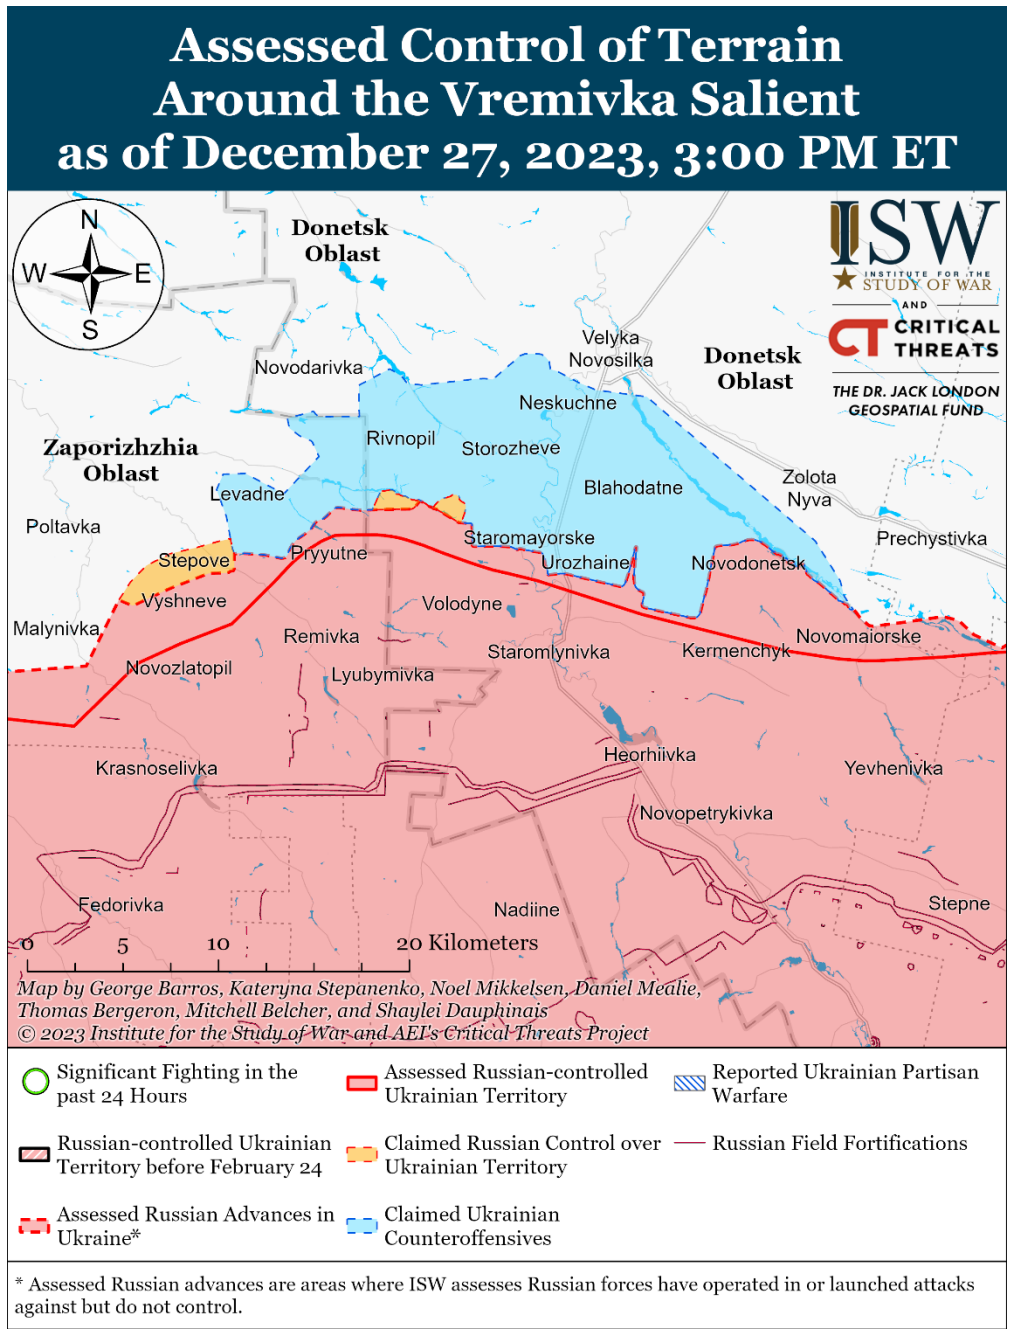 Assessed Control of Terrain
Around the Vremivka Salient
as of December 27, 2023, 3:00 PM ET
N
W
E
S
Donetsk
Oblast
ISW
INSTITUTE FOR THE
STUDY OF WAR
AND
CT CRITICAL
THREATS
THE DR. JACK LONDON
GEOSPATIAL FUND
Velyka
Novosilka
Donetsk
Oblast
Novodarivka
Neskuchne
Zaporizhzhia
Oblast
Rivnopil
Storozheve
Levadne
Blahodatne
Zolota
Nyva
Poltavka
Staromayorske
Prechystivka
Stepove
Pryyutne
Urozhaine
Novodonetsk
Vyshneve
Volodyne
Malynivka
Remivka
Novomaiorske
Staromlynivka
Kermenchyk
Novozlatopil
Lyubymivka
Heorhiivka
Krasnoselivka
Yevhenivka
Novopetrykivka
Fedorivka
Nadiine
Stepne
0 5 10 20 Kilometers
Map by George Barros, Kateryna Stepanenko, Noel Mikkelsen, Daniel Mealie,
Thomas Bergeron, Mitchell Belcher, and Shaylei Dauphinais
© 2023 Institute for the Study of War and AEI's Critical Threats Project
Significant Fighting in the
past 24 Hours
Assessed Russian-controlled
Ukrainian Territory
Reported Ukrainian Partisan
Warfare
Russian-controlled Ukrainian
Territory before February 24
Claimed Russian Control over
Ukrainian Territory
Russian Field Fortifications
Assessed Russian Advances in
Ukraine*
Claimed Ukrainian
Counteroffensives
* Assessed Russian advances are areas where ISW assesses Russian forces have operated in or launched attacks
against but do not control.